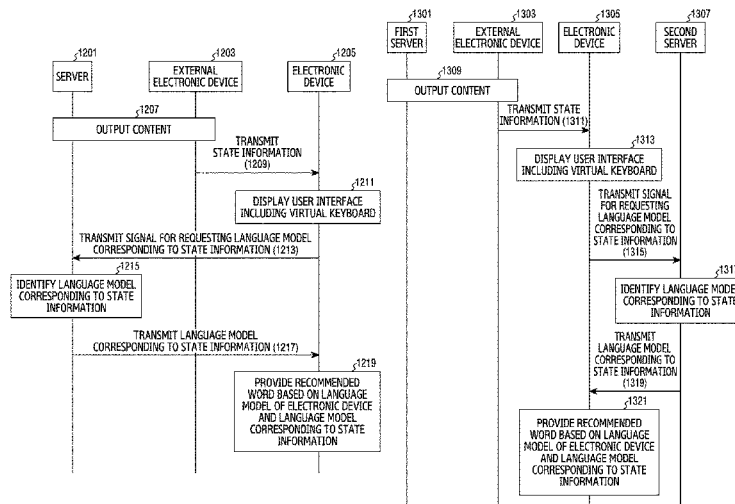 1201
SERVER
1203
EXTERNAL
ELECTRONIC DEVICE
1205
ELECTRONIC
DEVICE
1207
OUTPUT CONTENT
TRANSMIT
STATE INFORMATION
(1209)
1211
DISPLAY USER INTERFACE
INCLUDING VIRTUAL KEYBOARD
TRANSMIT SIGNAL FOR REQUESTING LANGUAGE MODEL
CORRESPONDING TO STATE INFORMATION (1213)
1215
IDENTIFY LANGUAGE MODEL
CORRESPONDING TO STATE
INFORMATION
TRANSMIT LANGUAGE MODEL
CORRESPONDING TO STATE INFORMATION (1217)
1219
PROVIDE RECOMMENDED
WORD BASED ON LANGUAGE
MODEL OF ELECTRONIC DEVICE
AND LANGUAGE MODEL
CORRESPONDING TO STATE
INFORMATION
1301
FIRST
SERVER
1303
EXTERNAL
ELECTRONIC DEVICE
1305
ELECTRONIC
DEVICE
1307
SECOND
SERVER
1309
OUTPUT CONTENT
TRANSMIT STATE
INFORMATION (1311)
1313
DISPLAY USER INTERFACE
INCLUDING VIRTUAL KEYBOARD
TRANSMIT SIGNAL
FOR REQUESTING
LANGUAGE MODEL
CORRESPONDING TO
STATE INFORMATION
(1315)
1317
IDENTIFY LANGUAGE MODEL
CORRESPONDING TO STATE
INFORMATION
TRANSMIT
LANGUAGE MODEL
CORRESPONDING TO
STATE INFORMATION
(1319)
1321
PROVIDE RECOMMENDED
WORD BASED ON LANGUAGE
MODEL OF ELECTRONIC DEVICE
AND LANGUAGE MODEL
CORRESPONDING TO STATE
INFORMATION